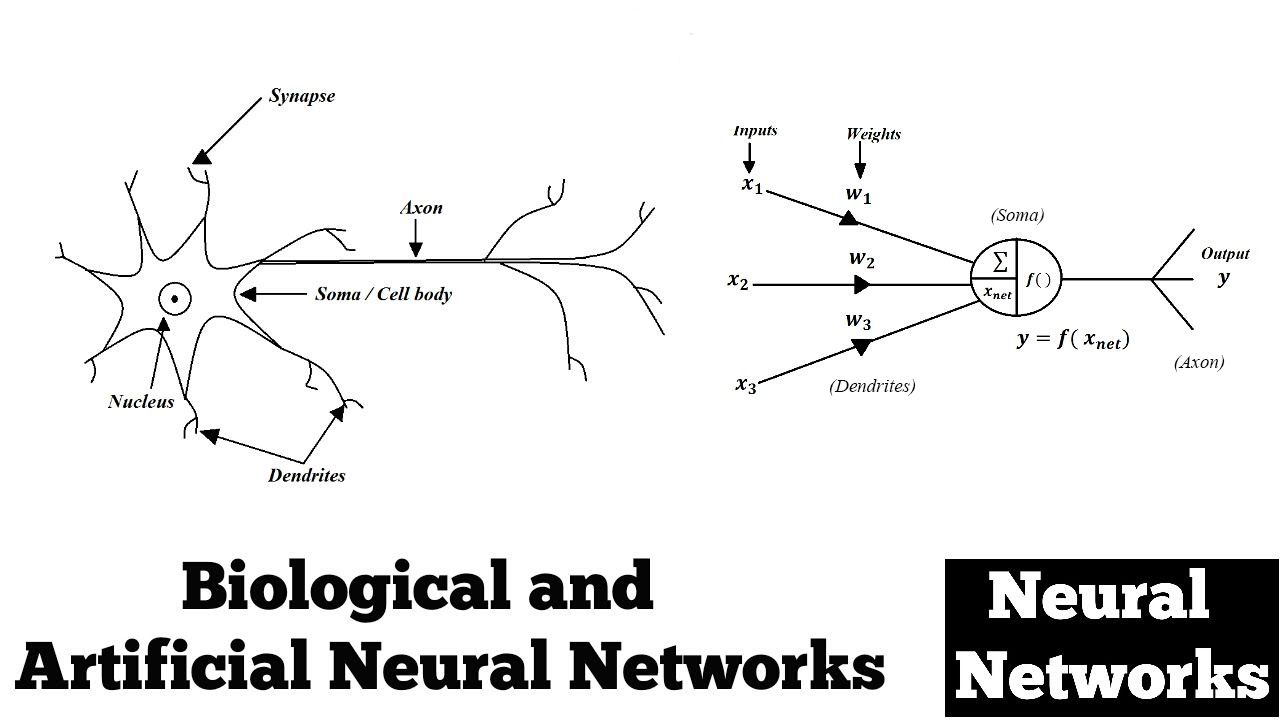 Synapse
Axon
Soma / Cell body
Nucleus
Dendrites
Inputs
Weights
x₁
w₁
(Soma)
x₂
w₂
∑
xₙₑₜ
f()
Output
y
w₃
y = f( xₙₑₜ)
x₃
(Dendrites)
(Axon)
Biological and
Artificial Neural Networks
Neural
Networks